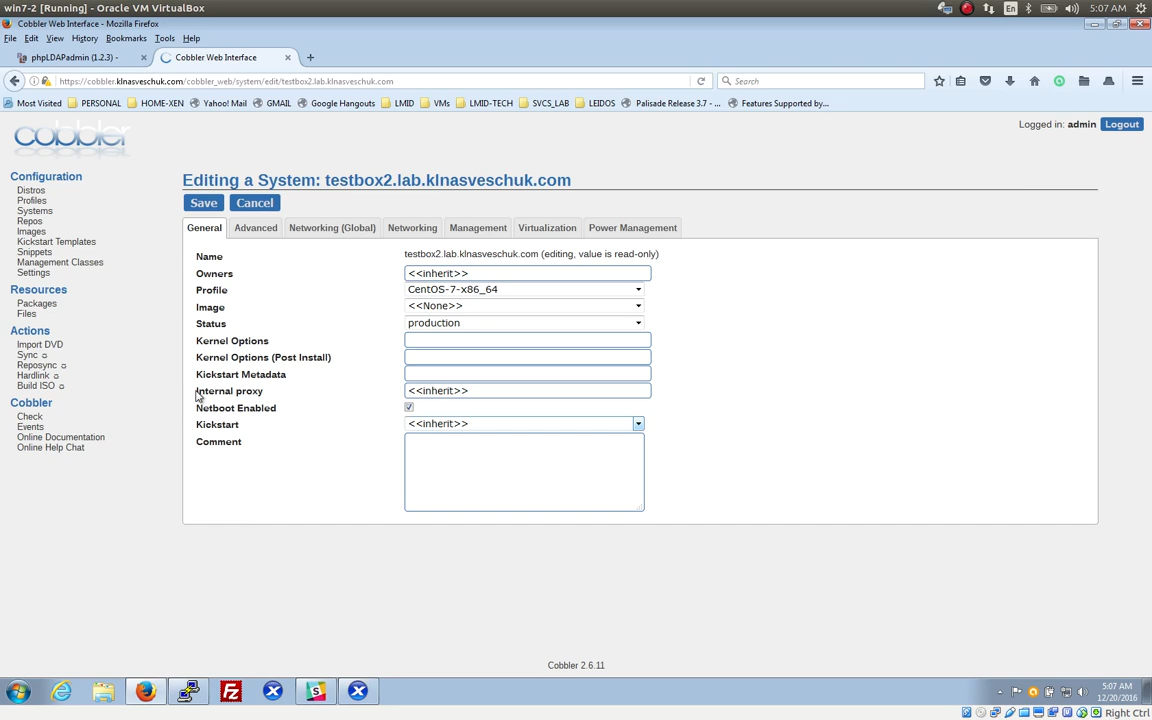 win7-2 [Running] - Oracle VM VirtualBox
En
5:07 AM
Cobbler Web Interface - Mozilla Firefox
File Edit View History Bookmarks Tools Help
phpLDAPadmin (1.2.3) - × Cobbler Web Interface × +
https://cobbler.klnasveschuk.com/cobbler_web/system/edit/testbox2.lab.klnasveschuk.com
Search
Most Visited PERSONAL HOME-XEN Yahoo! Mail GMAIL Google Hangouts LMID VMs LMID-TECH SVCS_LAB LEIDOS Palisade Release 3.7 - ... Features Supported by...
Logged in: admin Logout
cobbler
Configuration
Distros
Profiles
Systems
Repos
Images
Kickstart Templates
Snippets
Management Classes
Settings
Resources
Packages
Files
Actions
Import DVD
Sync
Reposync
Hardlink
Build ISO
Cobbler
Check
Events
Online Documentation
Online Help Chat
Editing a System: testbox2.lab.klnasveschuk.com
Save Cancel
General Advanced Networking (Global) Networking Management Virtualization Power Management
Name testbox2.lab.klnasveschuk.com (editing, value is read-only)
Owners <<inherit>>
Profile CentOS-7-x86_64
Image <<None>>
Status production
Kernel Options
Kernel Options (Post Install)
Kickstart Metadata
Internal proxy <<inherit>>
Netboot Enabled
Kickstart <<inherit>>
Comment
Cobbler 2.6.11
5:07 AM
12/20/2016
Right Ctrl